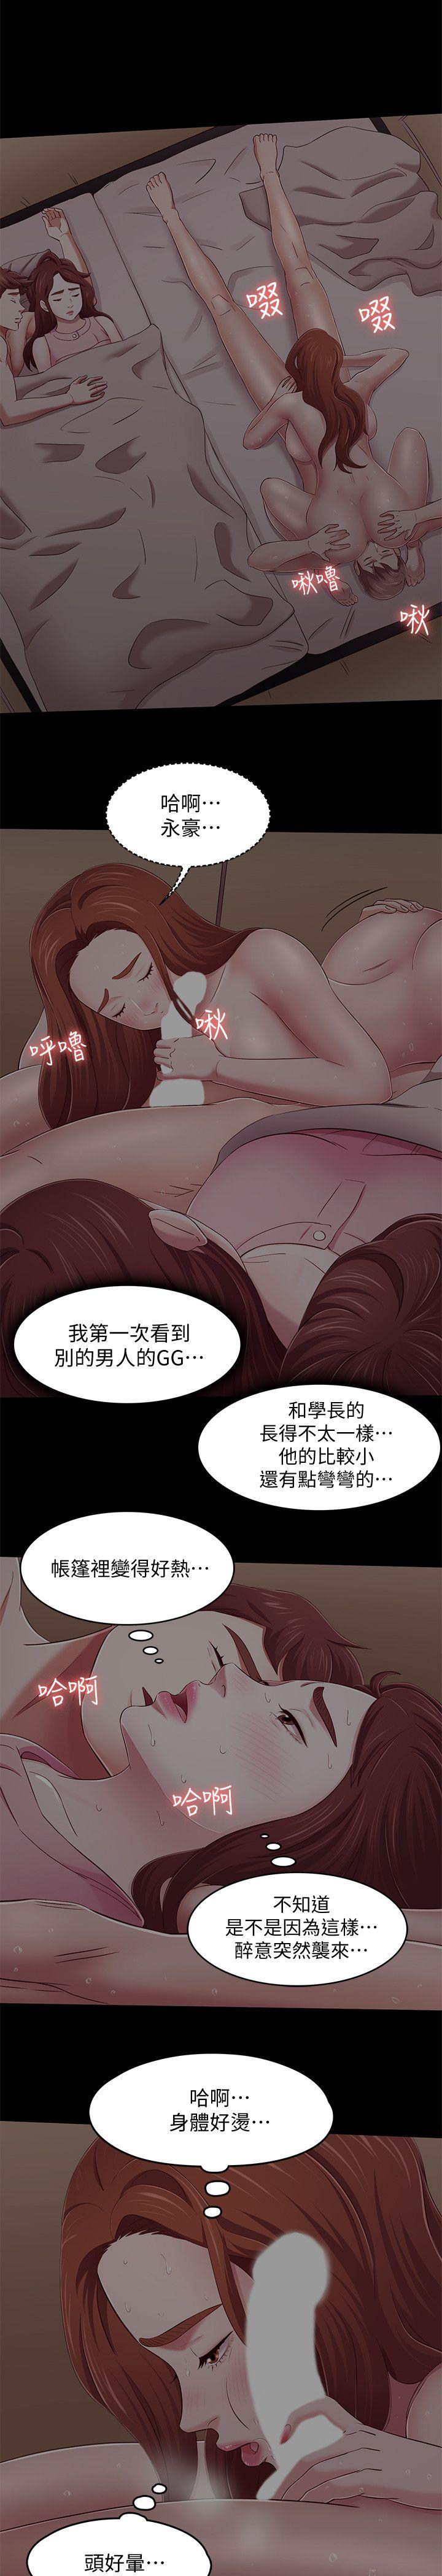 啜
啜
啾嚕
啾
哈啊⋯
永豪⋯
呼嚕
啾
我第一次看到
別的男人的GG⋯
和學長的
長得不太一樣⋯
他的比較小
還有點彎彎的⋯
帳篷裡變得好熱⋯
哈啊
哈啊
不知道
是不是因為這樣⋯
醉意突然襲來⋯
哈啊⋯
身體好燙⋯
頭好暈⋯